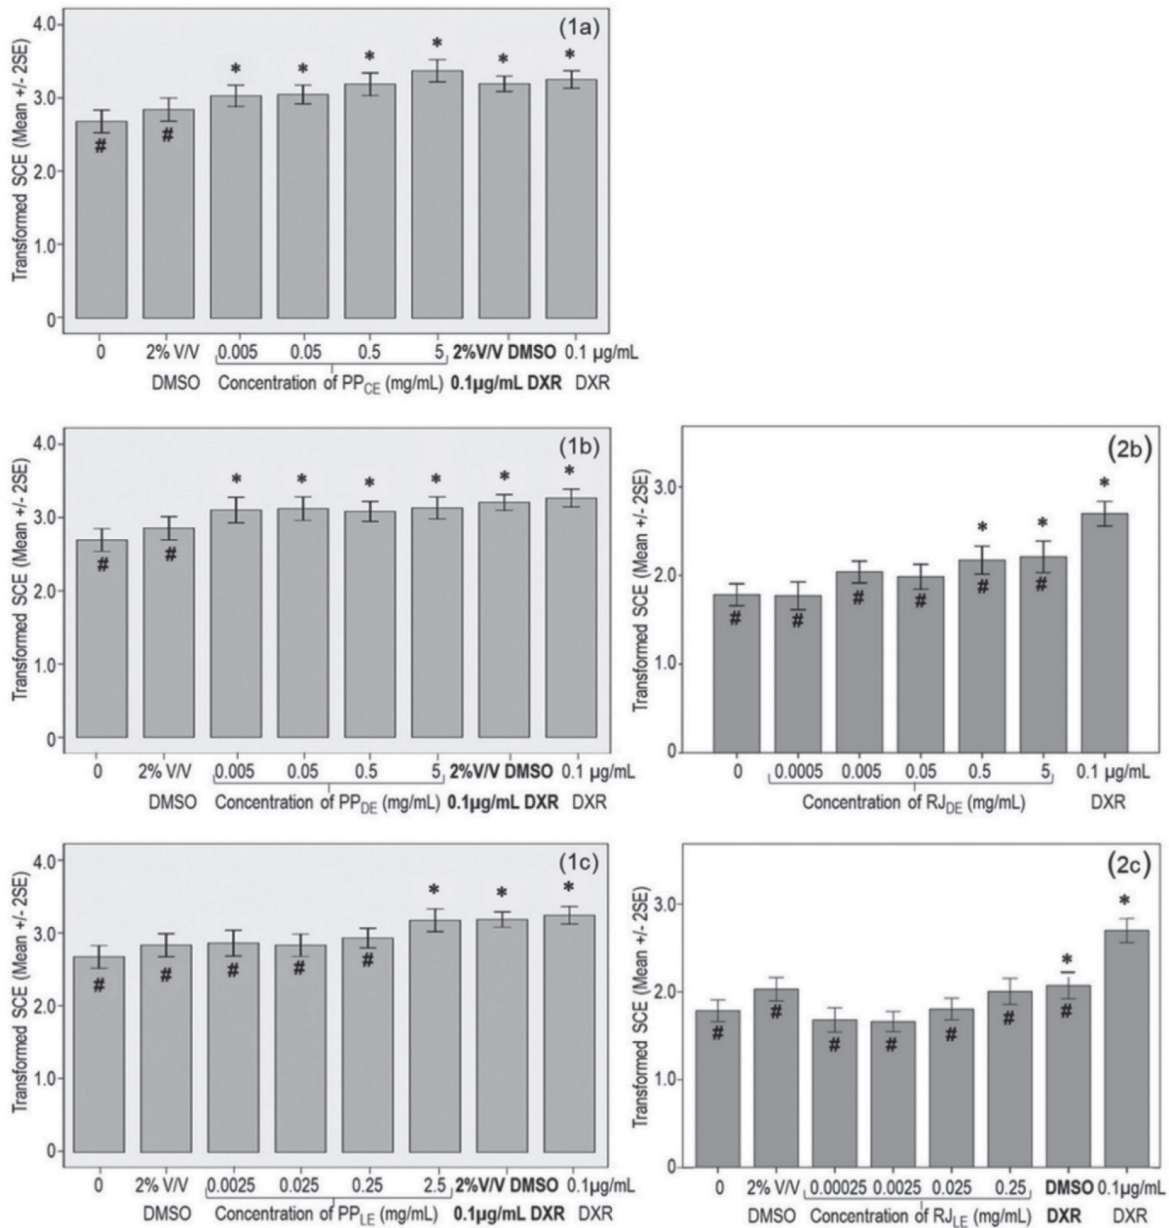 (1a)
Transformed SCE (Mean +/- 2SE)
4.0
3.0
2.0
1.0
0
* * * * * *
# #
0 2% V/V 0.005 0.05 0.5 5 2%V/V DMSO 0.1 µg/mL
DMSO Concentration of PPCE (mg/mL) 0.1µg/mL DXR DXR
(1b)
Transformed SCE (Mean +/- 2SE)
4.0
3.0
2.0
1.0
0
* * * * * *
# #
0 2% V/V 0.005 0.05 0.5 5 2%V/V DMSO 0.1 µg/mL
DMSO Concentration of PPDE (mg/mL) 0.1µg/mL DXR DXR
(2b)
Transformed SCE (Mean +/- 2SE)
3.0
2.0
1.0
0
* * *
# # # # # #
0 0.0005 0.005 0.05 0.5 5 0.1 µg/mL
Concentration of RJDE (mg/mL) DXR
(1c)
Transformed SCE (Mean +/- 2SE)
4.0
3.0
2.0
1.0
0
* * *
# # # # #
0 2% V/V 0.0025 0.025 0.25 2.5 2%V/V DMSO 0.1µg/mL
DMSO Concentration of PPLE (mg/mL) 0.1µg/mL DXR DXR
(2c)
Transformed SCE (Mean +/- 2SE)
3.0
2.0
1.0
0
* *
# # # # # # #
0 2% V/V 0.00025 0.0025 0.025 0.25 DMSO 0.1µg/mL
DMSO Concentration of RJLE (mg/mL) DXR DXR